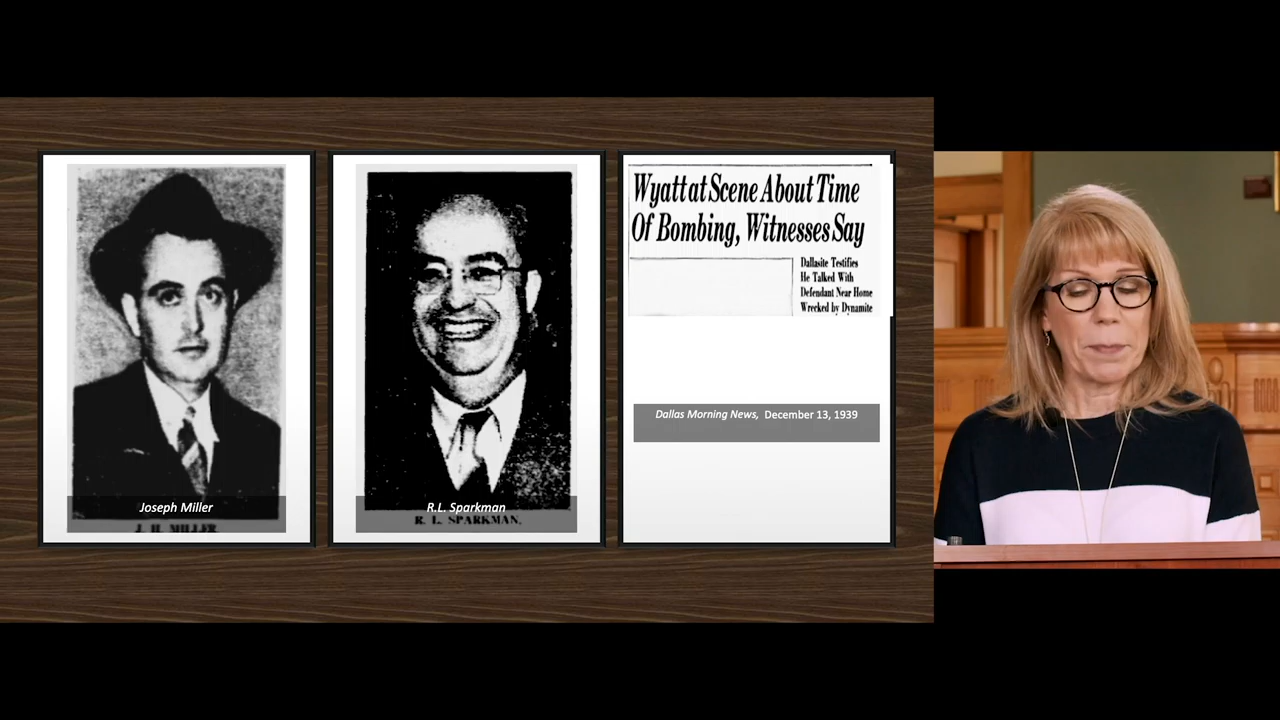 Joseph Miller
J. H. MILLER
R.L. Sparkman
R. L. SPARKMAN.
Wyatt at Scene About Time
Of Bombing, Witnesses Say
Dallasite Testifies
He Talked With
Defendant Near Home
Wrecked by Dynamite
Dallas Morning News, December 13, 1939